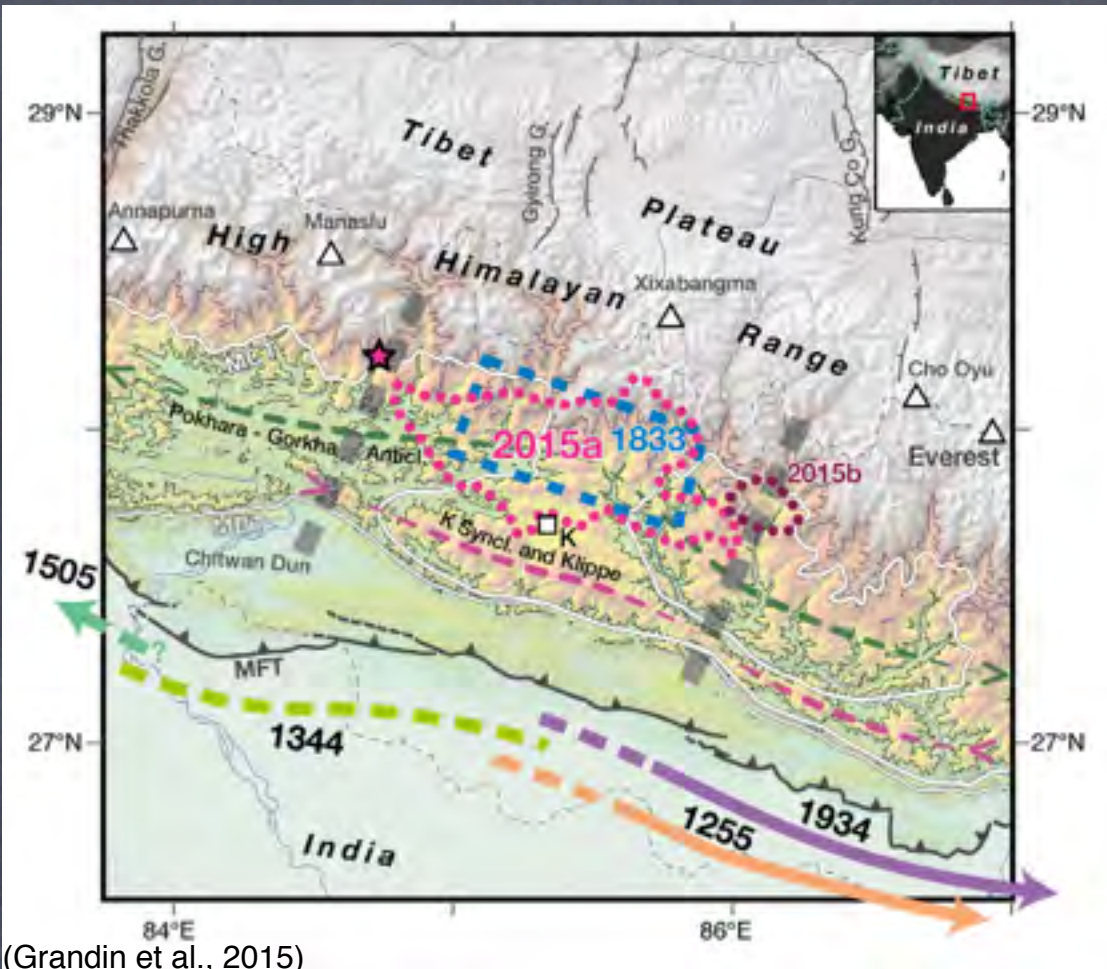 Thakkola G.
29°N
29°N
Tibet
India
Tibet
Gyirong G.
Kung Co G.
Plateau
Annapurna
Manaslu
High
Himalayan
Xixabangma
Range
Cho Oyu
Everest
Pokhara - Gorkha Anticl.
2015a
1833
2015b
K
K Syncl. and Klippe
Chitwan Dun
1505
?
MFT
27°N
27°N
1344
1255
1934
India
84°E
86°E
(Grandin et al., 2015)